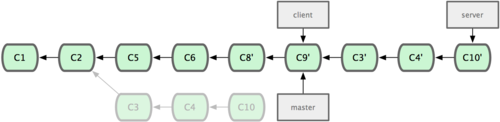 client
server
C1
C2
C5
C6
C8'
C9'
C3'
C4'
C10'
C3
C4
C10
master